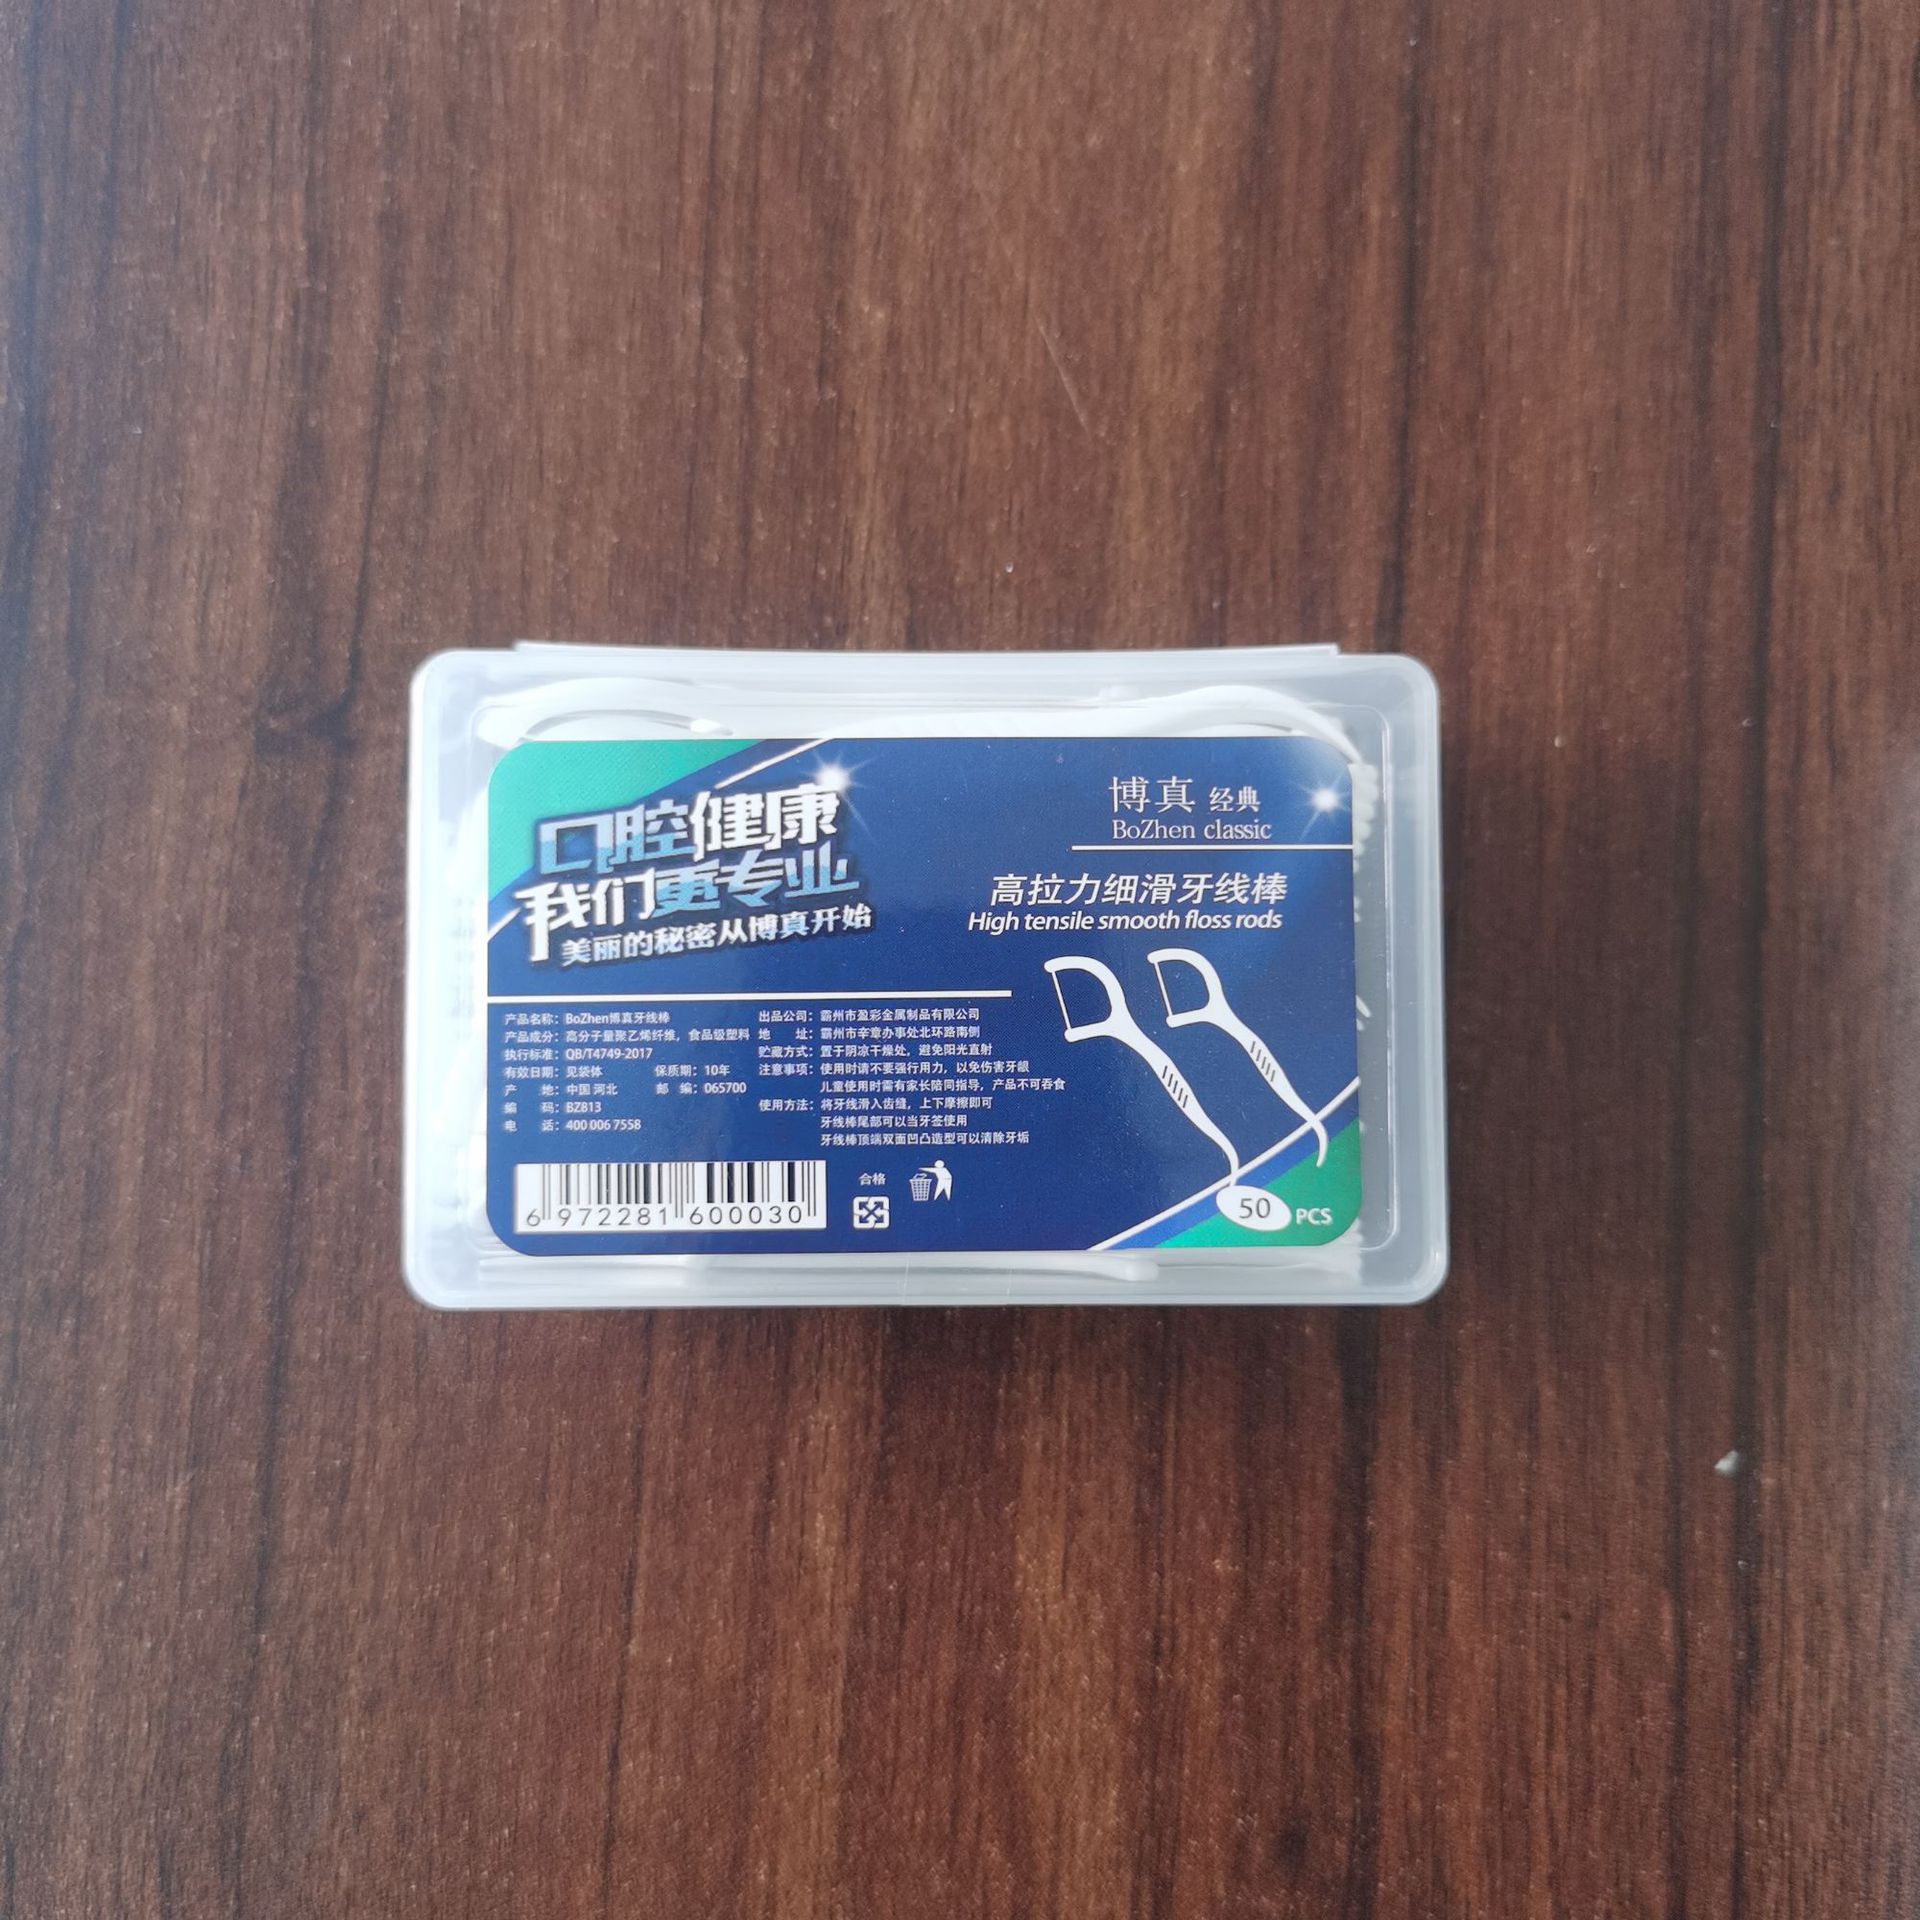 口腔健康
我们更专业
美丽的秘密从博真开始
博真 经典
BoZhen classic
高拉力细滑牙线棒
High tensile smooth floss rods
产品名称：BoZhen博真牙线棒
产品成分：高分子量聚乙烯纤维，食品级塑料
执行标准：QB/T4749-2017
有效日期：见袋体 保质期：10年
产 地：中国 河北 邮 编：065700
编 码：BZ813
电 话：400 006 7558
出品公司：霸州市盈彩金属制品有限公司
地 址：霸州市辛章办事处北环路南侧
贮藏方式：置于阴凉干燥处，避免阳光直射
注意事项：使用时请不要强行用力，以免伤害牙龈
儿童使用时需有家长陪同指导，产品不可吞食
使用方法：将牙线滑入齿缝，上下摩擦即可
牙线棒尾部可以当牙签使用
牙线棒顶端双面凹凸造型可以清除牙垢
6 972281 600030
合格
50 PCS